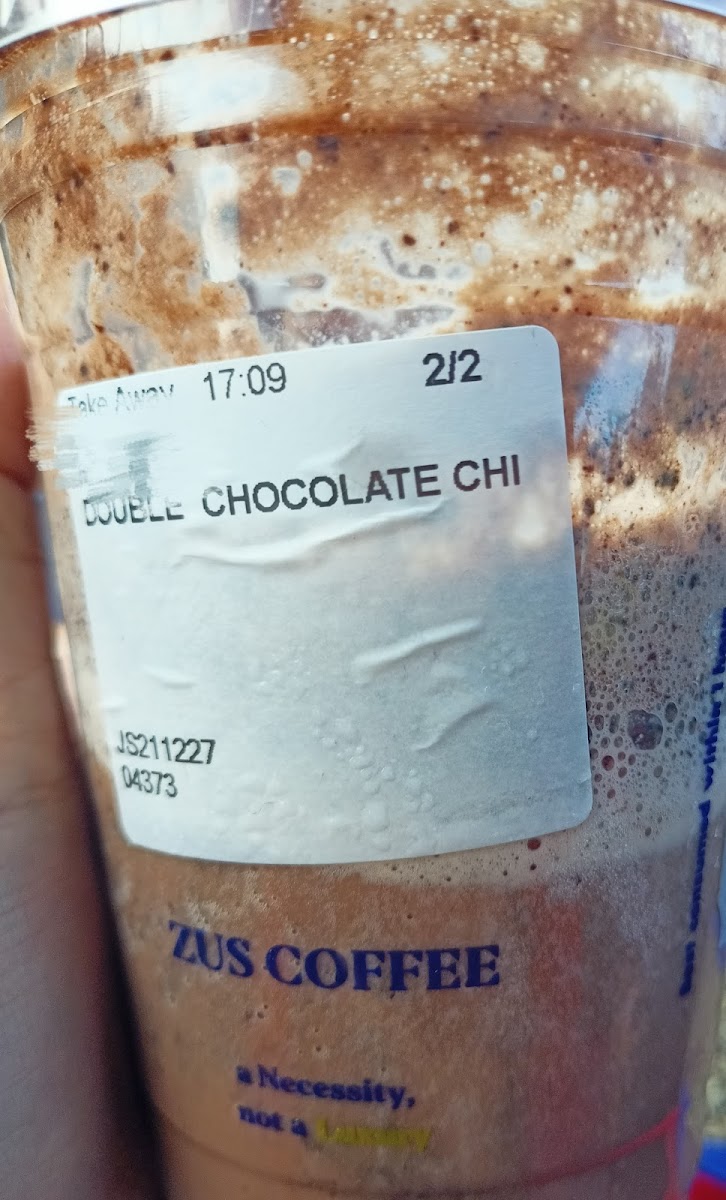 Take Away 17:09 2/2
DOUBLE CHOCOLATE CHI
JS211227
04373
ZUS COFFEE
a Necessity,
not a Luxury